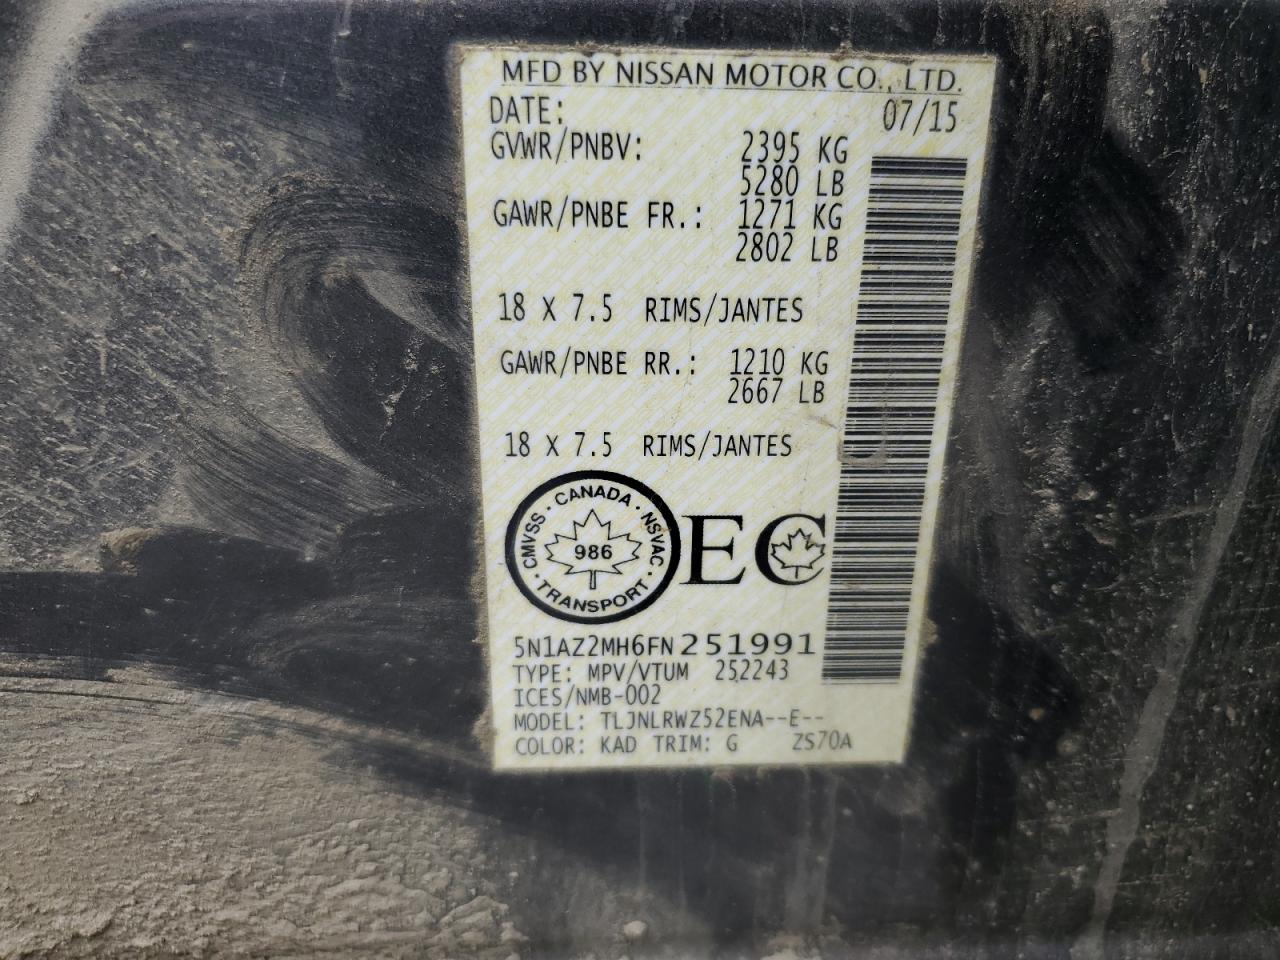 MFD BY NISSAN MOTOR CO., LTD.
DATE: 07/15
GVWR/PNBV: 2395 KG
5280 LB
GAWR/PNBE FR.: 1271 KG
2802 LB
18 X 7.5 RIMS/JANTES
GAWR/PNBE RR.: 1210 KG
2667 LB
18 X 7.5 RIMS/JANTES
CANADA · NSVAC · TRANSPORT · CMVSS ·
986
EC
5N1AZ2MH6FN251991
TYPE: MPV/VTUM 252243
ICES/NMB-002
MODEL: TLJNLRWZ52ENA--E--
COLOR: KAD TRIM: G ZS70A